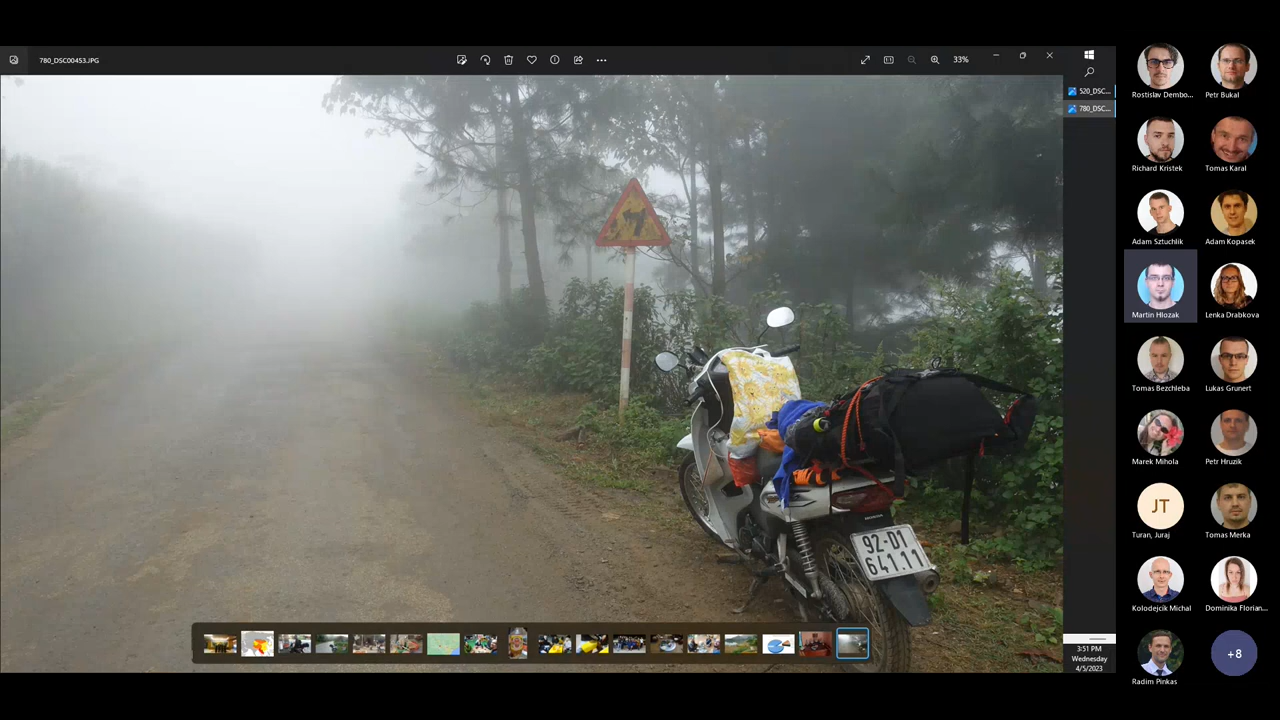 780_DSC00453.JPG
33%
520_DSC...
780_DSC...
HONDA
92-D1
641.11
3:51 PM
Wednesday
4/5/2023
Rostislav Dembo...
Petr Bukal
Richard Kristek
Tomas Karal
Adam Sztuchlik
Adam Kopasek
Martin Hlozak
Lenka Drabkova
Tomas Bezchleba
Lukas Grunert
Marek Mihola
Petr Hruzik
JT
Turan, Juraj
Tomas Merka
Kolodejcik Michal
Dominika Florian...
Radim Pinkas
+8